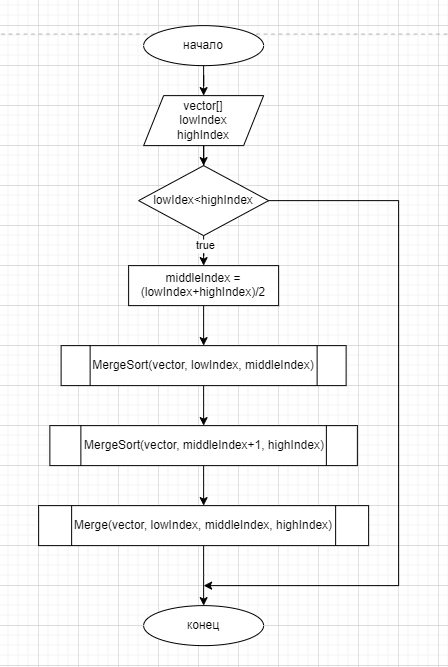 начало
vector[]
lowIndex
highIndex
lowIdex<highIndex
true
middleIndex =
(lowIndex+highIndex)/2
MergeSort(vector, lowIndex, middleIndex)
MergeSort(vector, middleIndex+1, highIndex)
Merge(vector, lowIndex, middleIndex, highIndex)
конец